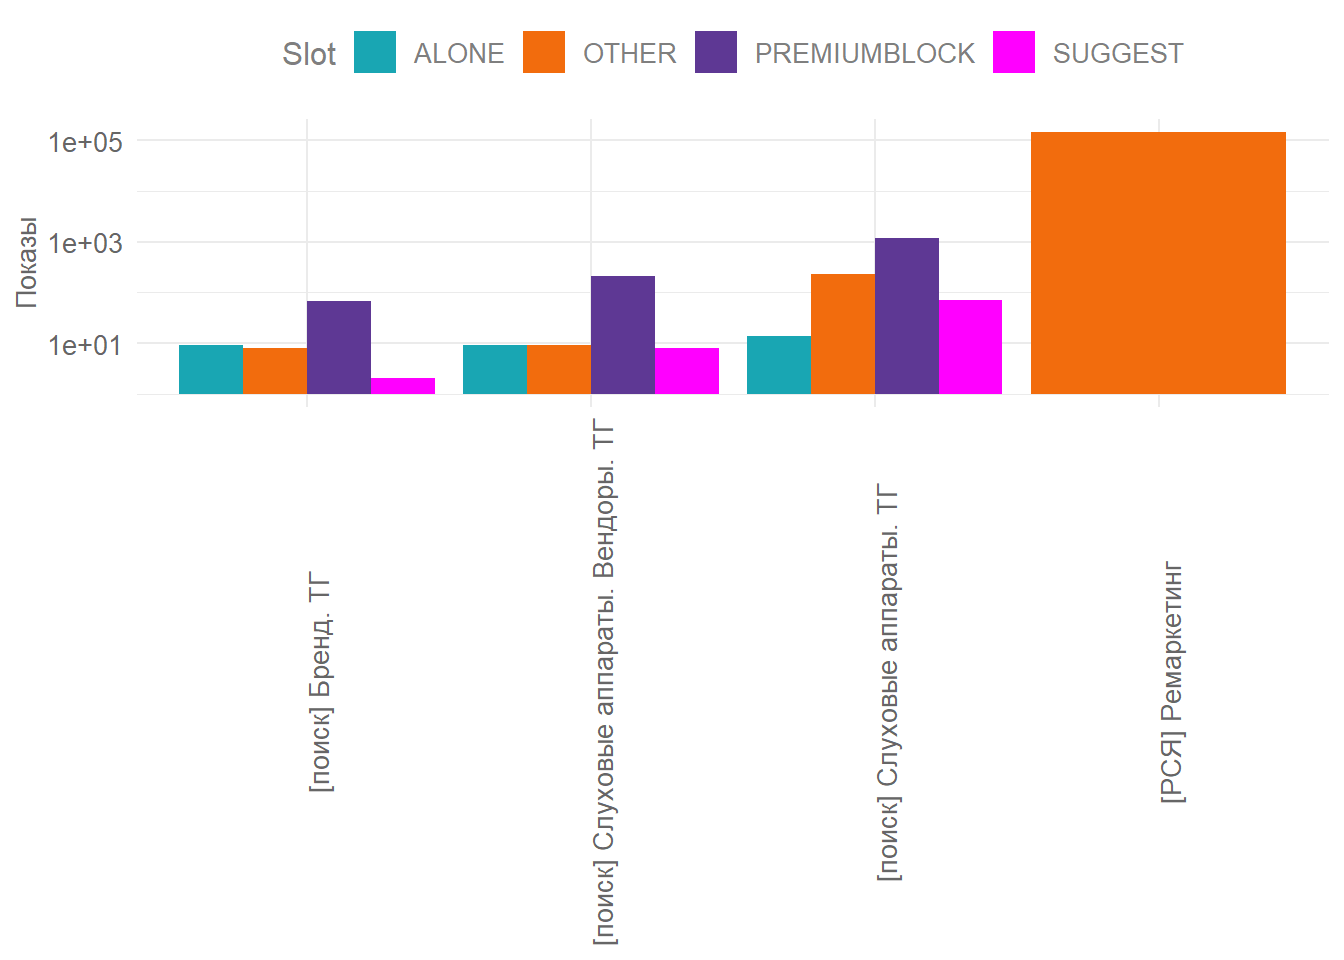 Slot ALONE OTHER PREMIUMBLOCK SUGGEST
Показы
1e+05
1e+03
1e+01
[поиск] Бренд. ТГ
[поиск] Слуховые аппараты. Вендоры. ТГ
[поиск] Слуховые аппараты. ТГ
[РСЯ] Ремаркетинг